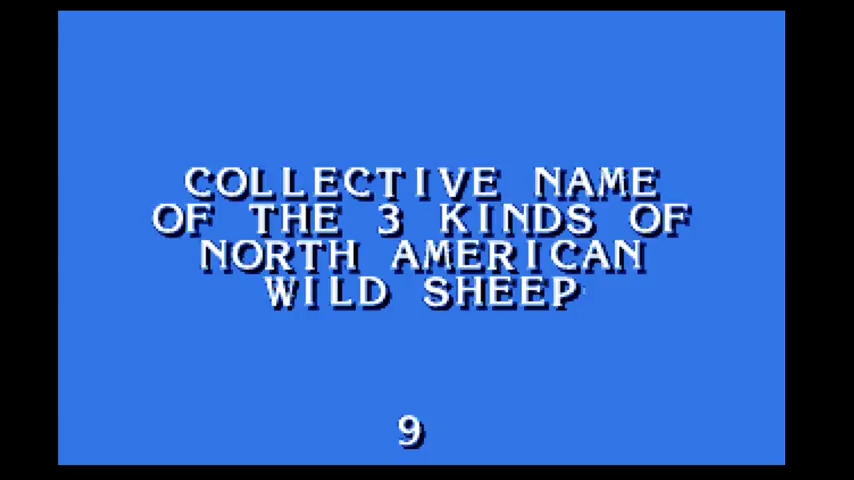 COLLECTIVE NAME
OF THE 3 KINDS OF
NORTH AMERICAN
WILD SHEEP
9